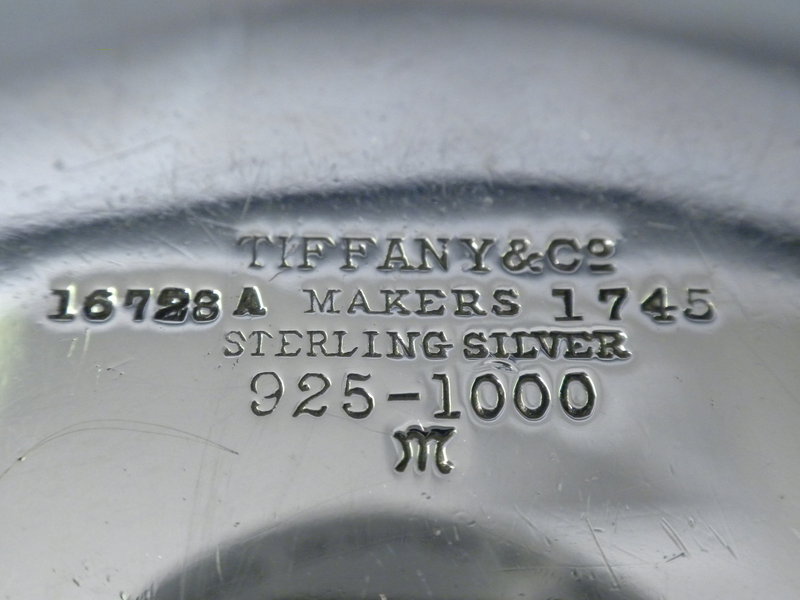 TIFFANY & Cº
16728A MAKERS 1745
STERLING SILVER
925-1000
M